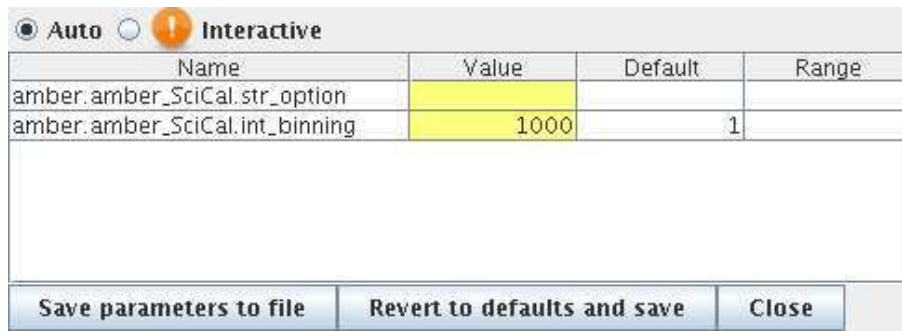 Auto ! Interactive
Name Value Default Range
amber.amber_SciCal.str_option
amber.amber_SciCal.int_binning 1000 1
Save parameters to file Revert to defaults and save Close